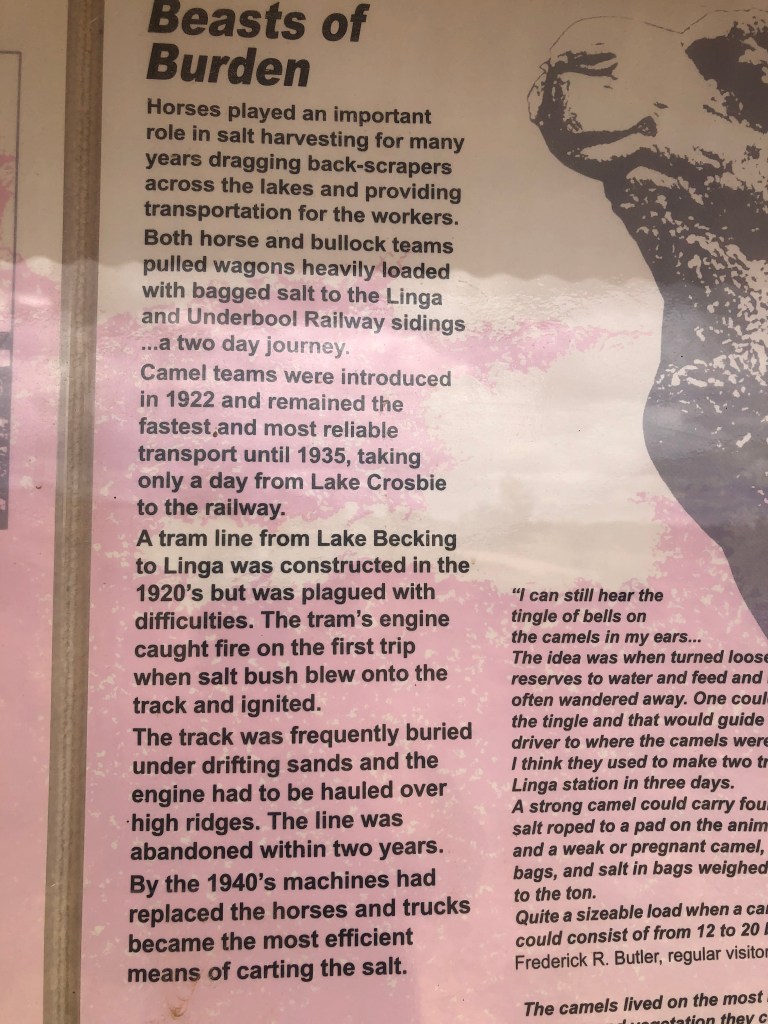 Beasts of
Burden
Horses played an important
role in salt harvesting for many
years dragging back-scrapers
across the lakes and providing
transportation for the workers.
Both horse and bullock teams
pulled wagons heavily loaded
with bagged salt to the Linga
and Underbool Railway sidings
...a two day journey.
Camel teams were introduced
in 1922 and remained the
fastest and most reliable
transport until 1935, taking
only a day from Lake Crosbie
to the railway.
A tram line from Lake Becking
to Linga was constructed in the
1920's but was plagued with
difficulties. The tram's engine
caught fire on the first trip
when salt bush blew onto the
track and ignited.
The track was frequently buried
under drifting sands and the
engine had to be hauled over
high ridges. The line was
abandoned within two years.
By the 1940's machines had
replaced the horses and trucks
became the most efficient
means of carting the salt.
"I can still hear the
tingle of bells on
the camels in my ears...
The idea was when turned loose
reserves to water and feed and
often wandered away. One
the tingle and that would guide
driver to where the camels were
I think they used to make two
Linga station in three days.
A strong camel could carry
salt roped to a pad on the
and a weak or pregnant camel,
bags, and salt in bags weighed
to the ton.
Quite a sizeable load when a
could consist of from 12 to 20
Frederick R. Butler, regular visitor
The camels lived on the most
vegetation they